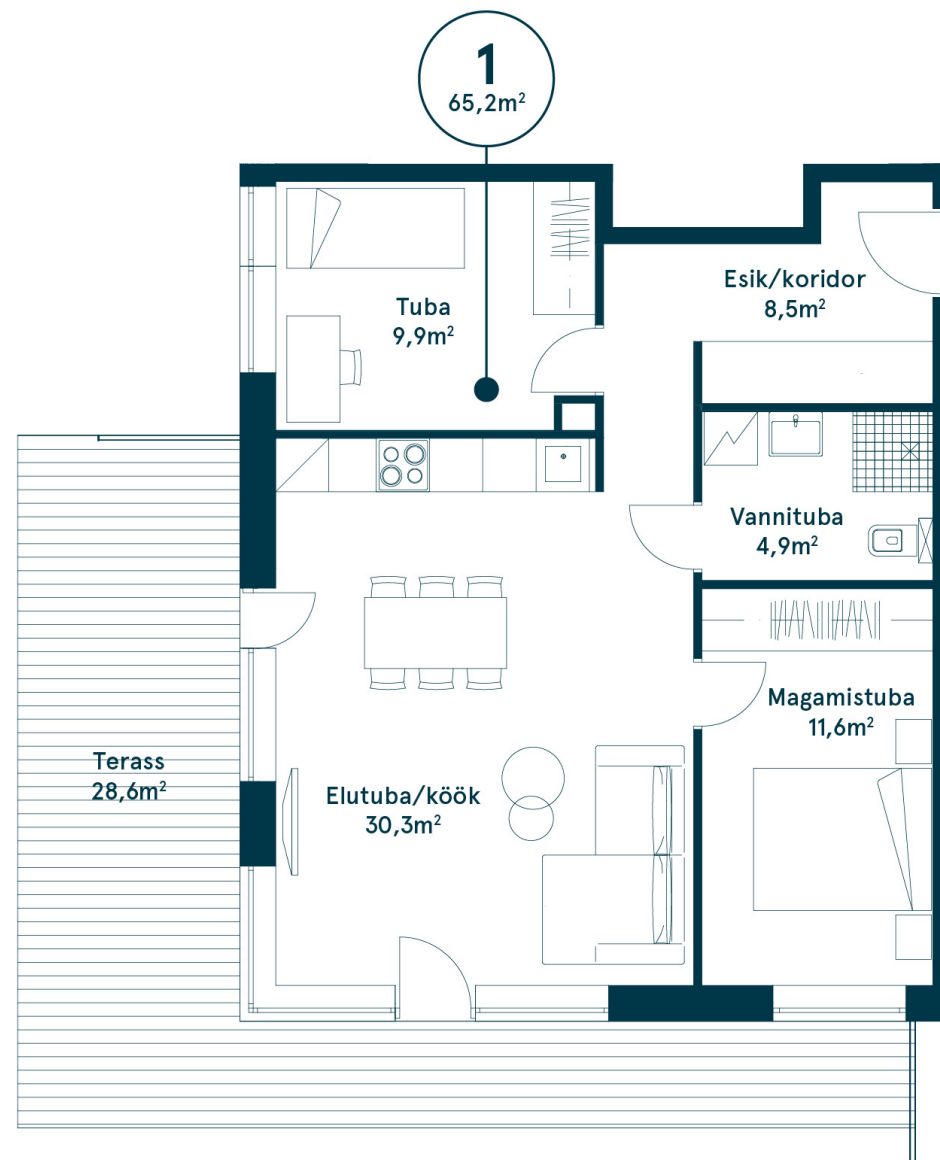 1
65,2m²
Tuba
9,9m²
Esik/koridor
8,5m²
Vannituba
4,9m²
Magamistuba
11,6m²
Terass
28,6m²
Elutuba/köök
30,3m²